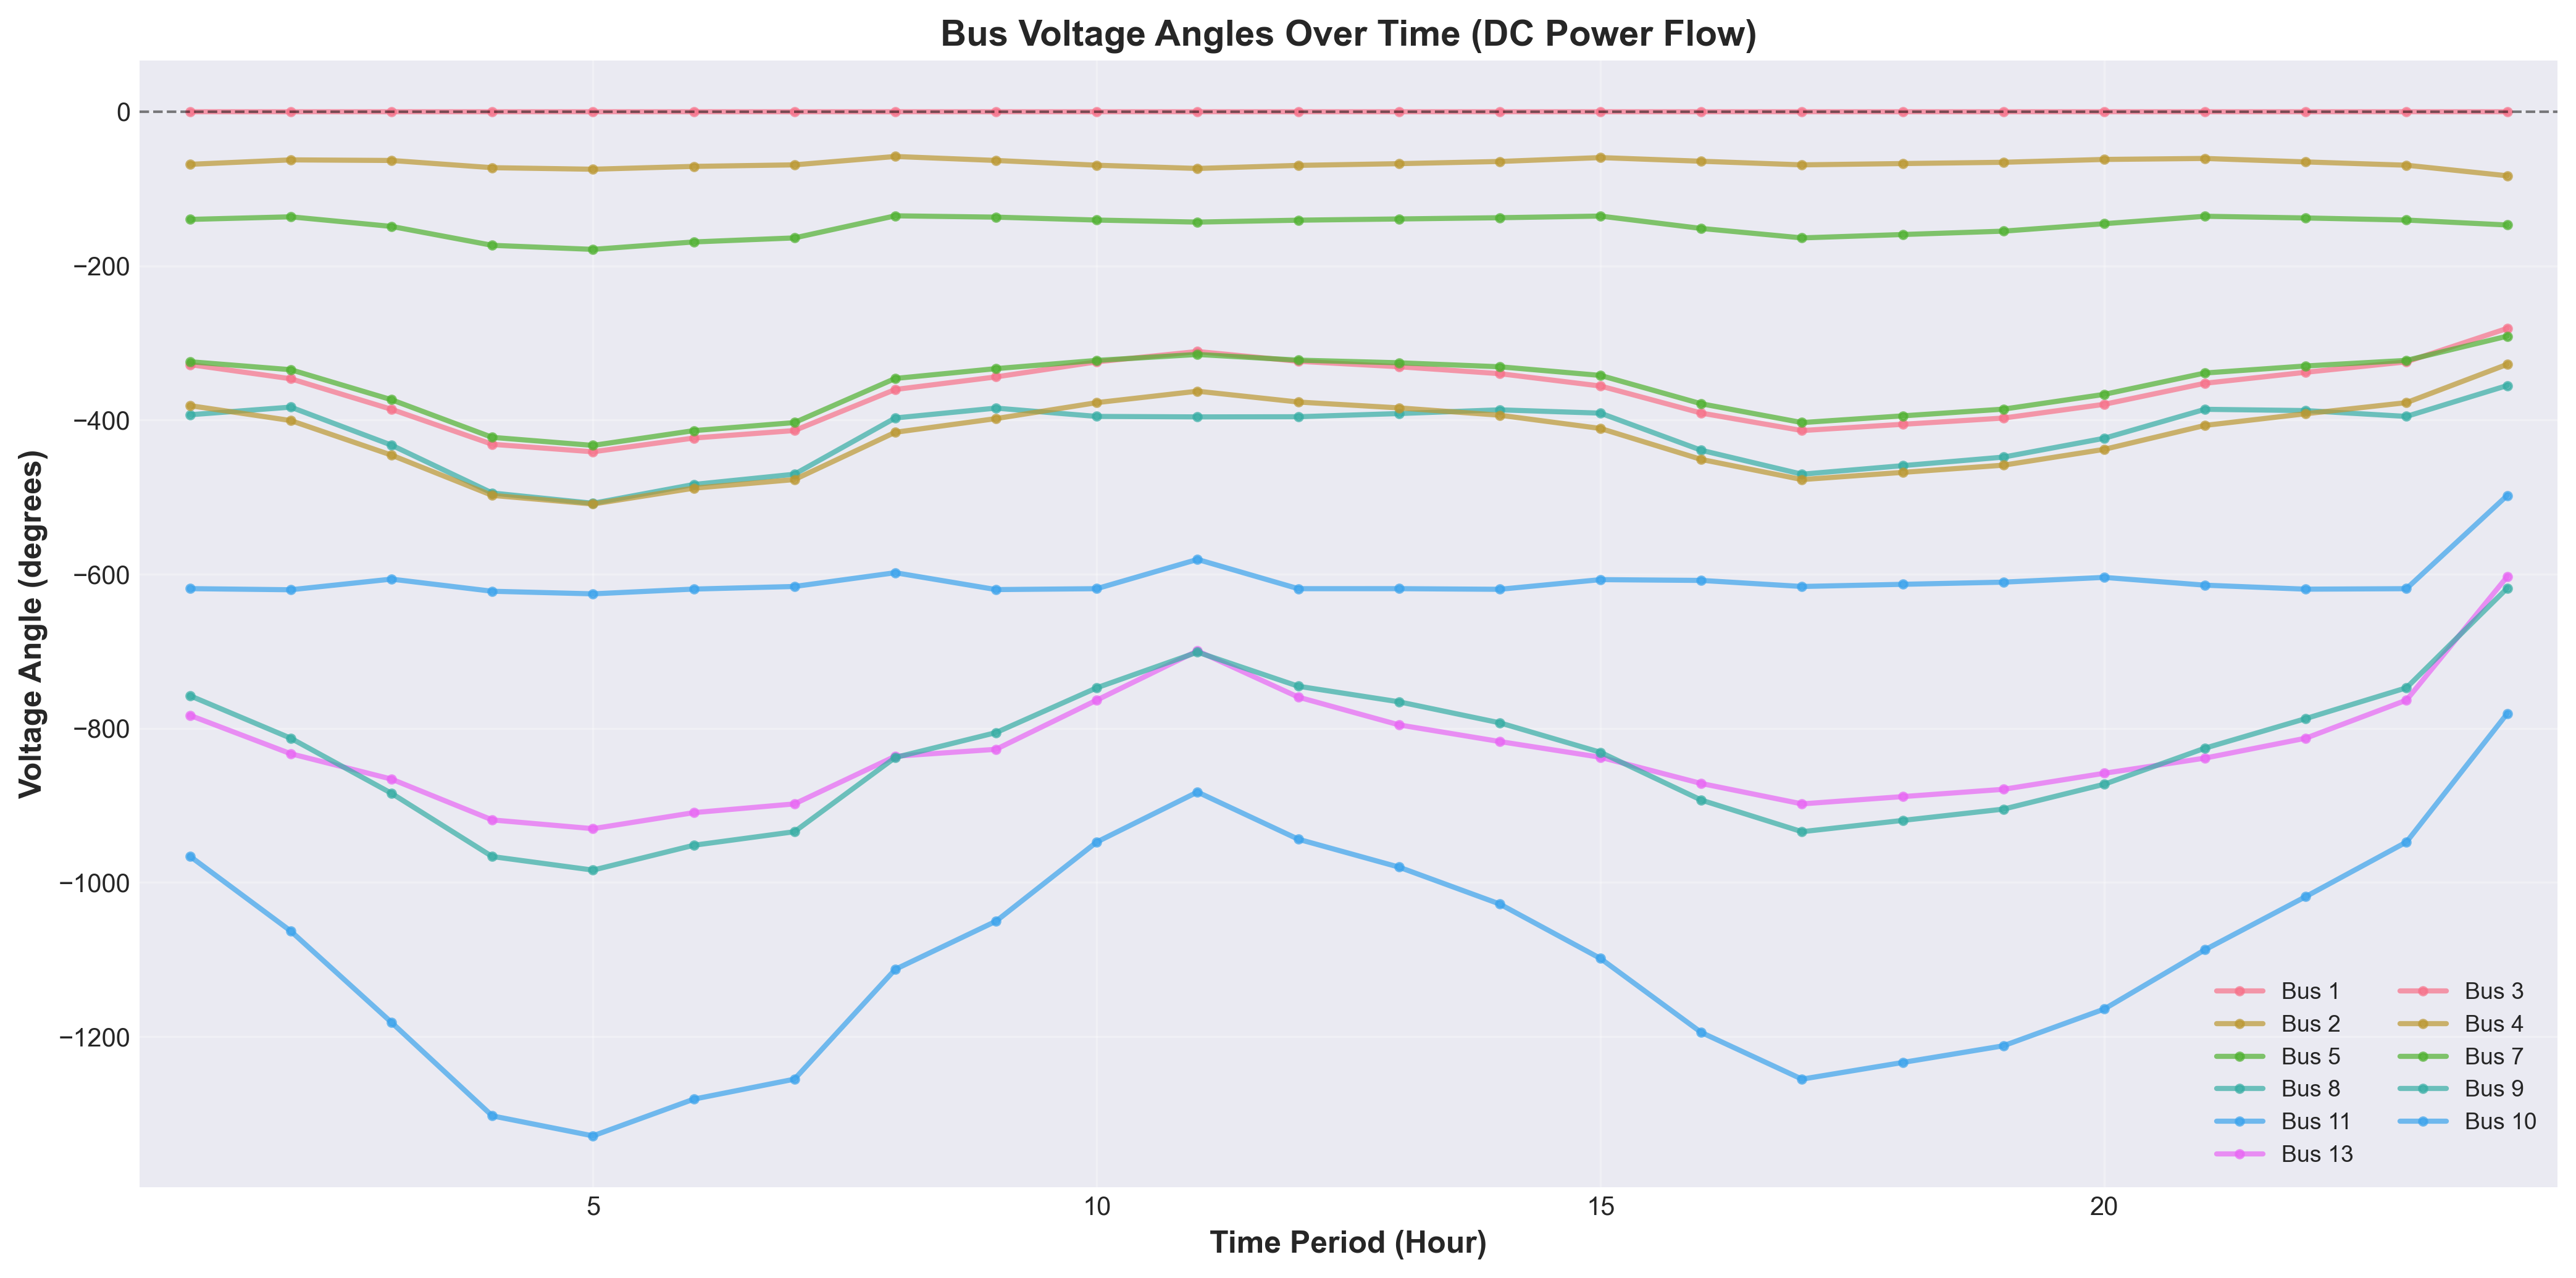 Bus Voltage Angles Over Time (DC Power Flow)
Voltage Angle (degrees)
0
−200
−400
−600
−800
−1000
−1200
5
10
15
20
Time Period (Hour)
Bus 1
Bus 2
Bus 5
Bus 8
Bus 11
Bus 13
Bus 3
Bus 4
Bus 7
Bus 9
Bus 10